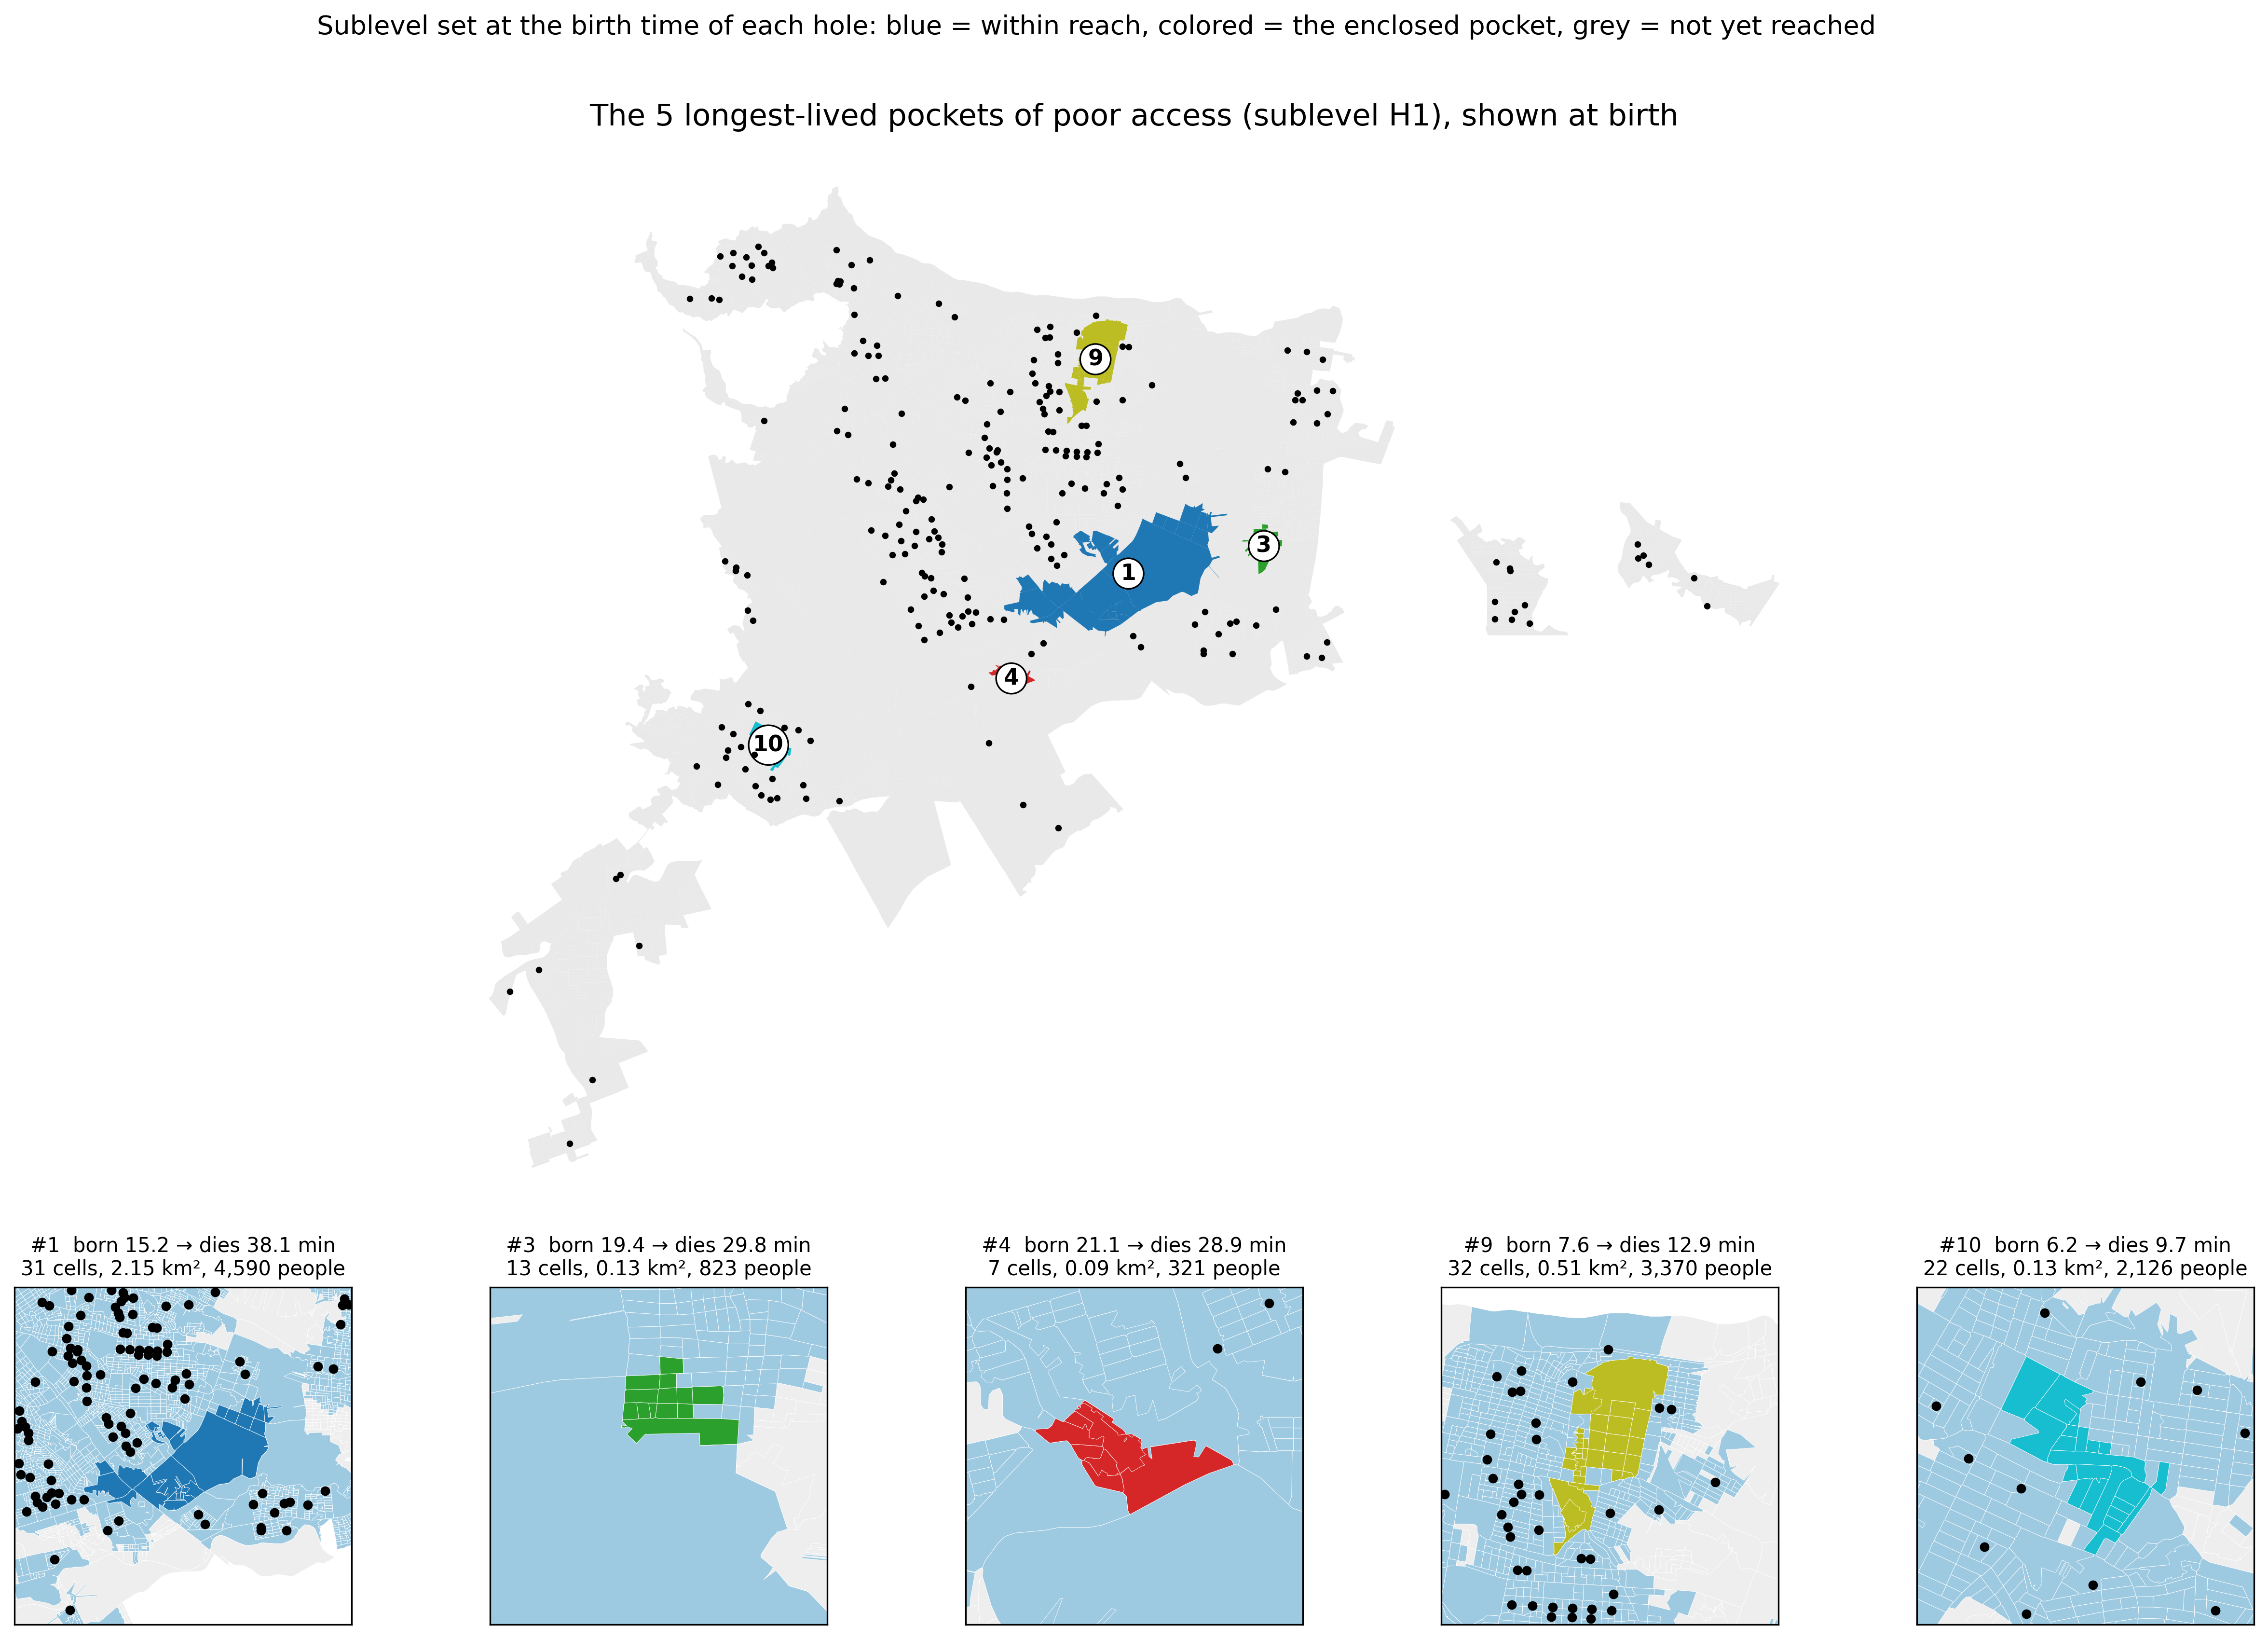 Sublevel set at the birth time of each hole: blue = within reach, colored = the enclosed pocket, grey = not yet reached
The 5 longest-lived pockets of poor access (sublevel H1), shown at birth
9
3
1
4
10
#1  born 15.2 → dies 38.1 min
31 cells, 2.15 km², 4,590 people
#3  born 19.4 → dies 29.8 min
13 cells, 0.13 km², 823 people
#4  born 21.1 → dies 28.9 min
7 cells, 0.09 km², 321 people
#9  born 7.6 → dies 12.9 min
32 cells, 0.51 km², 3,370 people
#10  born 6.2 → dies 9.7 min
22 cells, 0.13 km², 2,126 people